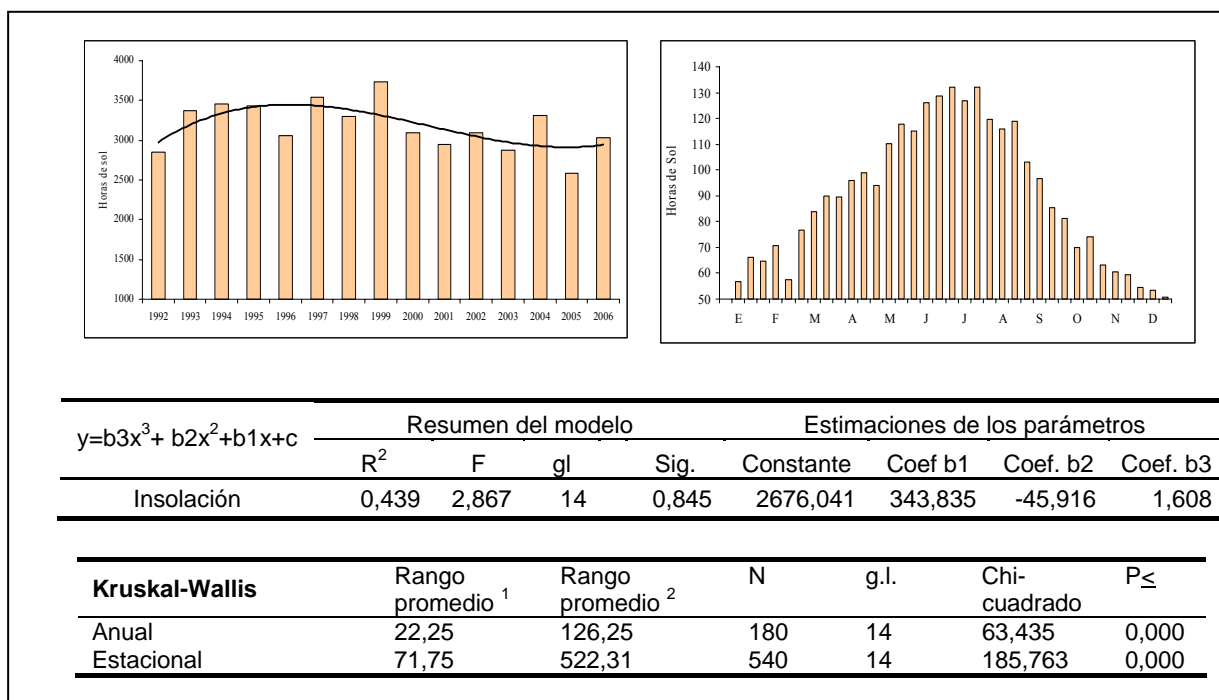 4000
3500
3000
2500
2000
1500
1000
Horas de sol
1992 1993 1994 1995 1996 1997 1998 1999 2000 2001 2002 2003 2004 2005 2006
140
130
120
110
100
90
80
70
60
50
Horas de Sol
E F M A M J J A S O N D
y=b3x³+ b2x²+b1x+c Resumen del modelo Estimaciones de los parámetros
R² F gl Sig. Constante Coef b1 Coef. b2 Coef. b3
Insolación 0,439 2,867 14 0,845 2676,041 343,835 -45,916 1,608
Kruskal-Wallis Rango promedio ¹ Rango promedio ² N g.l. Chi-cuadrado P≤
Anual 22,25 126,25 180 14 63,435 0,000
Estacional 71,75 522,31 540 14 185,763 0,000